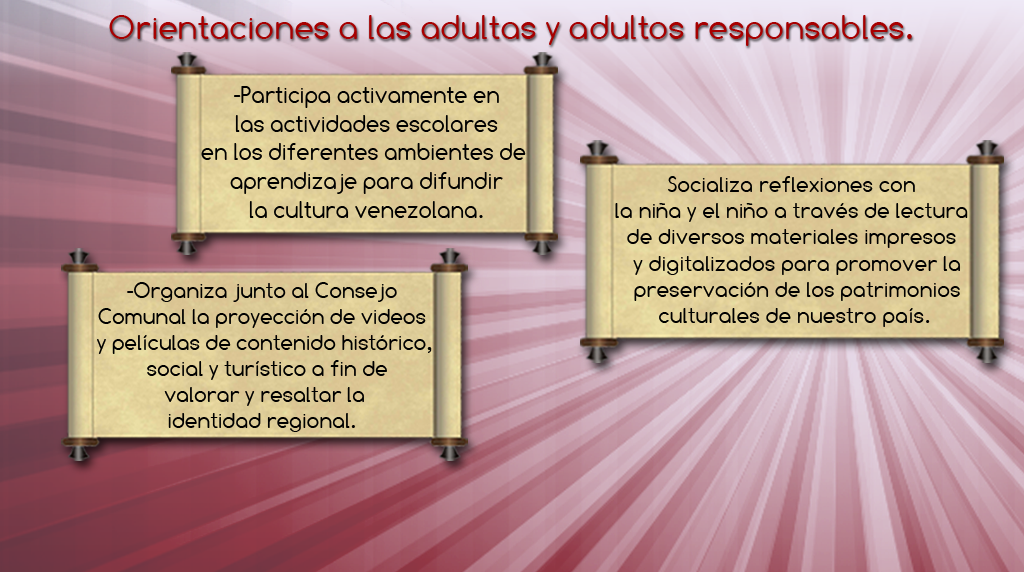 Orientaciones a las adultas y adultos responsables.
-Participa activamente en
las actividades escolares
en los diferentes ambientes de
aprendizaje para difundir
la cultura venezolana.
Socializa reflexiones con
la niña y el niño a través de lectura
de diversos materiales impresos
y digitalizados para promover la
preservación de los patrimonios
culturales de nuestro país.
-Organiza junto al Consejo
Comunal la proyección de videos
y películas de contenido histórico,
social y turístico a fin de
valorar y resaltar la
identidad regional.